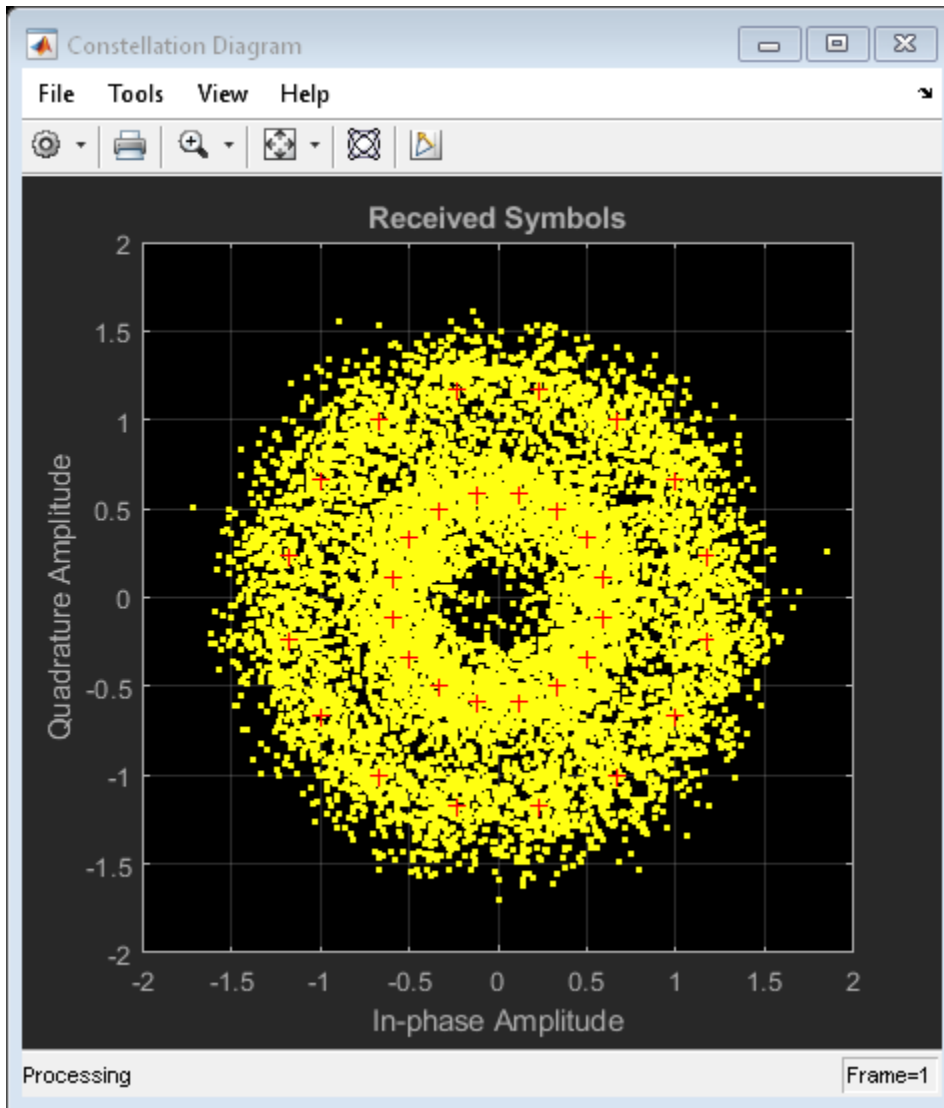 Constellation Diagram
File Tools View Help
Received Symbols
2
1.5
1
0.5
0
-0.5
-1
-1.5
-2
Quadrature Amplitude
-2 -1.5 -1 -0.5 0 0.5 1 1.5 2
In-phase Amplitude
Processing Frame=1